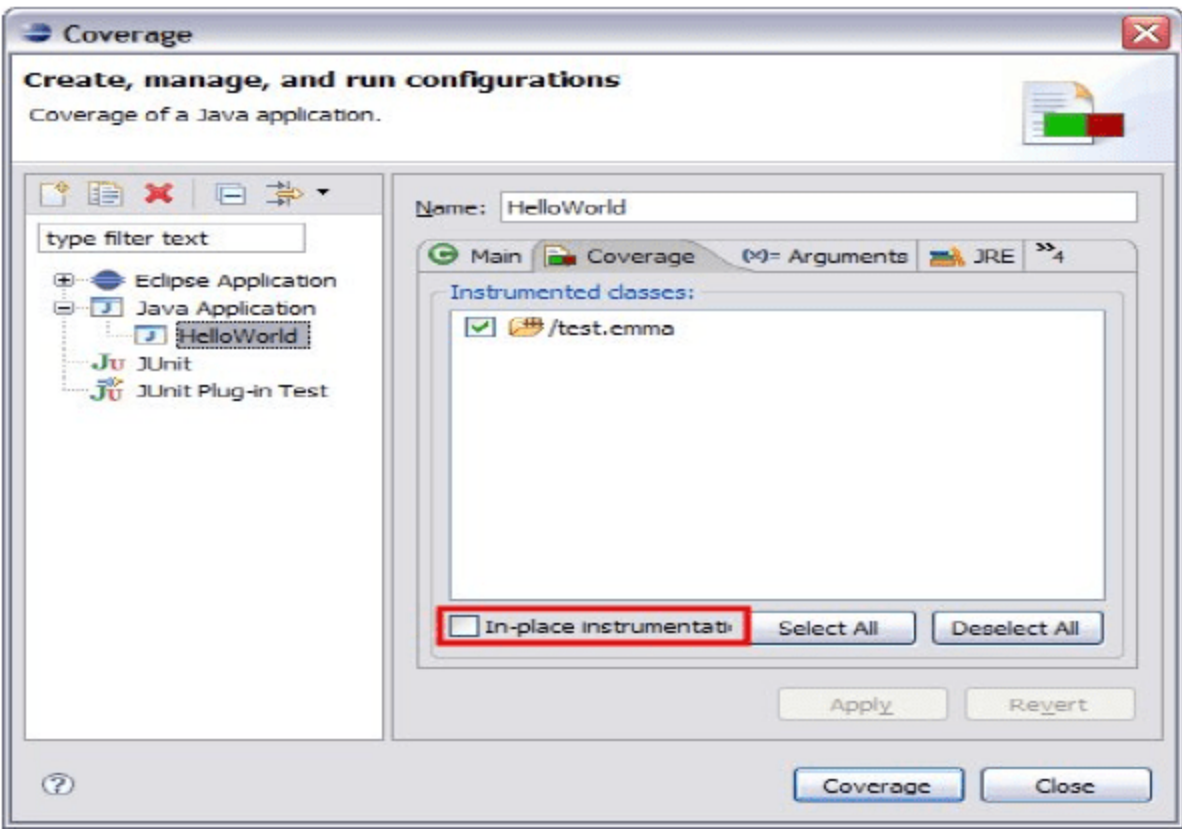 Coverage
Create, manage, and run configurations
Coverage of a Java application.
type filter text
Eclipse Application
Java Application
HelloWorld
JUnit
JUnit Plug-in Test
Name: HelloWorld
Main Coverage (x)= Arguments JRE »4
Instrumented classes:
/test.emma
In-place instrumentati Select All Deselect All
Apply Revert
Coverage Close